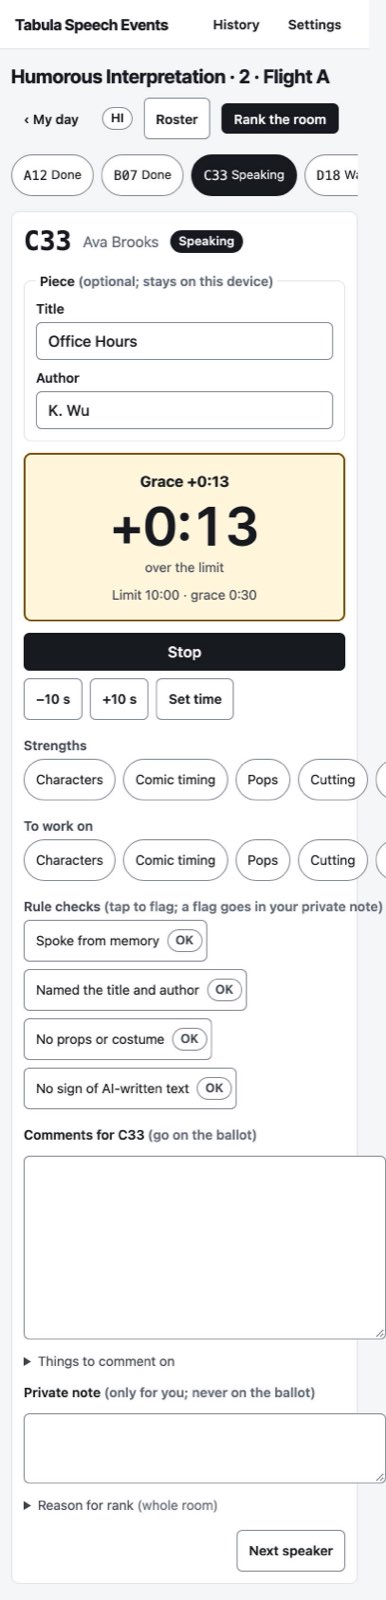 Tabula Speech Events History Settings
Humorous Interpretation · 2 · Flight A
‹ My day HI Roster Rank the room
A12 Done B07 Done C33 Speaking D18
C33 Ava Brooks Speaking
Piece (optional; stays on this device)
Title
Office Hours
Author
K. Wu
Grace +0:13
+0:13
over the limit
Limit 10:00 · grace 0:30
Stop
−10 s +10 s Set time
Strengths
Characters Comic timing Pops Cutting
To work on
Characters Comic timing Pops Cutting
Rule checks (tap to flag; a flag goes in your private note)
Spoke from memory OK
Named the title and author OK
No props or costume OK
No sign of AI-written text OK
Comments for C33 (go on the ballot)
▶ Things to comment on
Private note (only for you; never on the ballot)
▶ Reason for rank (whole room)
Next speaker